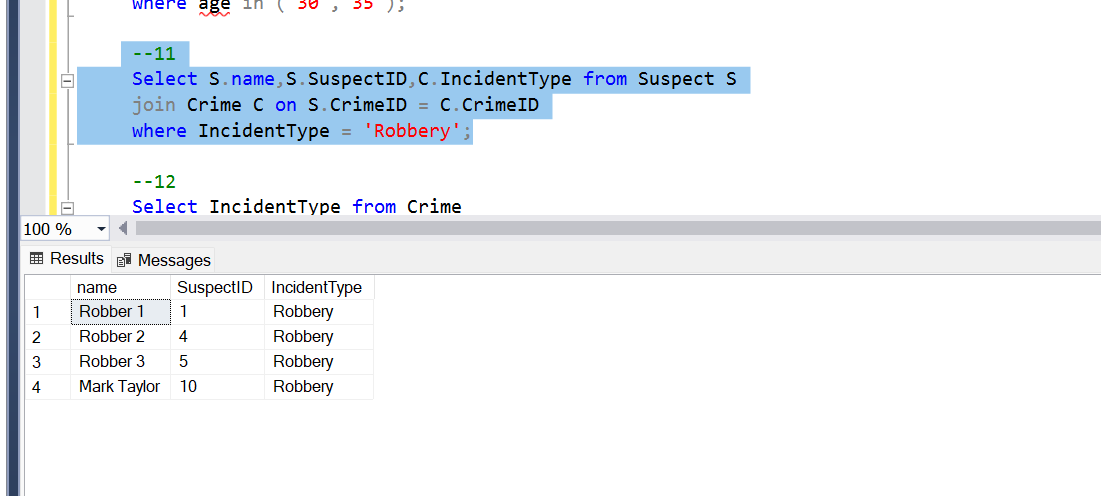 where age in ( '30', '35');
--11
Select S.name,S.SuspectID,C.IncidentType from Suspect S
join Crime C on S.CrimeID = C.CrimeID
where IncidentType = 'Robbery';
--12
Select IncidentType from Crime
100 %
Results Messages
name SuspectID IncidentType
1 Robber 1 1 Robbery
2 Robber 2 4 Robbery
3 Robber 3 5 Robbery
4 Mark Taylor 10 Robbery